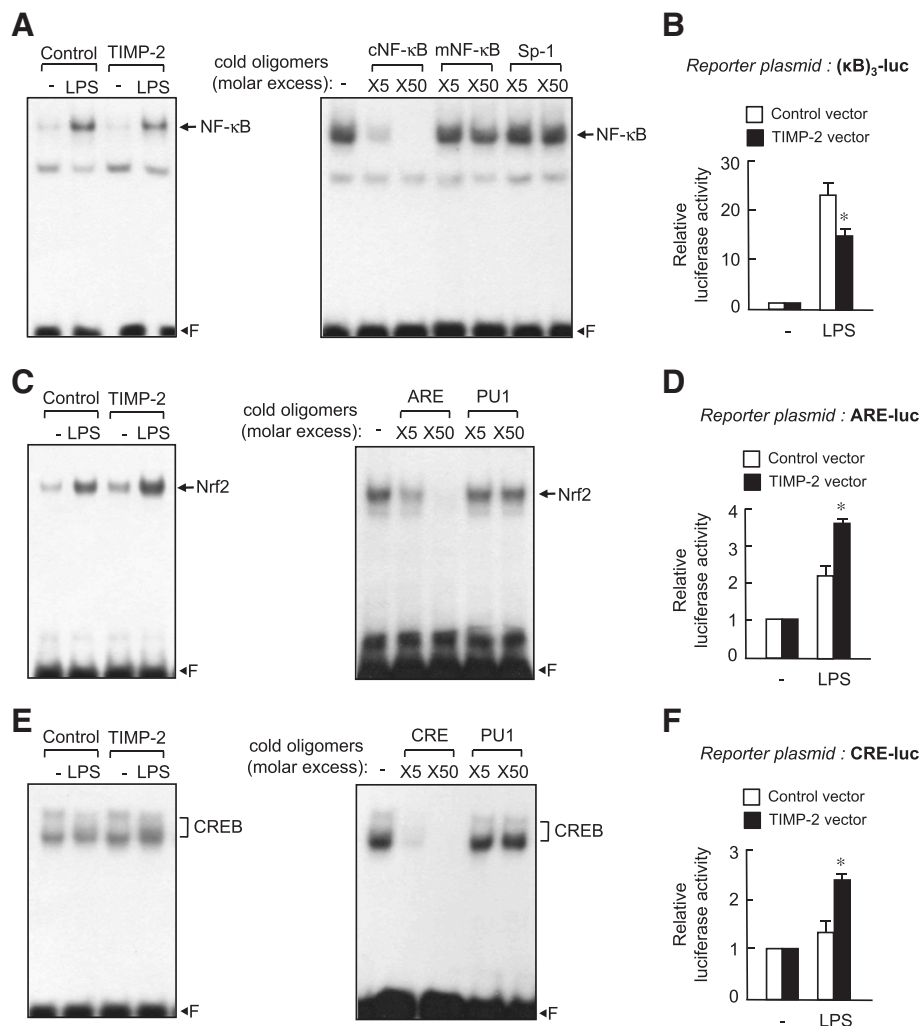 A
Control TIMP-2
- LPS - LPS
NF-κB
F
cNF-κB mNF-κB Sp-1
cold oligomers
(molar excess): - X5 X50 X5 X50 X5 X50
NF-κB
F
B
Reporter plasmid : (κB)3-luc
Control vector
TIMP-2 vector
Relative
luciferase activity
30
20
10
0
*
- LPS
C
Control TIMP-2
- LPS - LPS
Nrf2
F
ARE PU1
cold oligomers
(molar excess): - X5 X50 X5 X50
Nrf2
F
D
Reporter plasmid : ARE-luc
Control vector
TIMP-2 vector
Relative
luciferase activity
4
3
2
1
0
*
- LPS
E
Control TIMP-2
- LPS - LPS
CREB
F
CRE PU1
cold oligomers
(molar excess): - X5 X50 X5 X50
CREB
F
F
Reporter plasmid : CRE-luc
Control vector
TIMP-2 vector
Relative
luciferase activity
3
2
1
0
*
- LPS